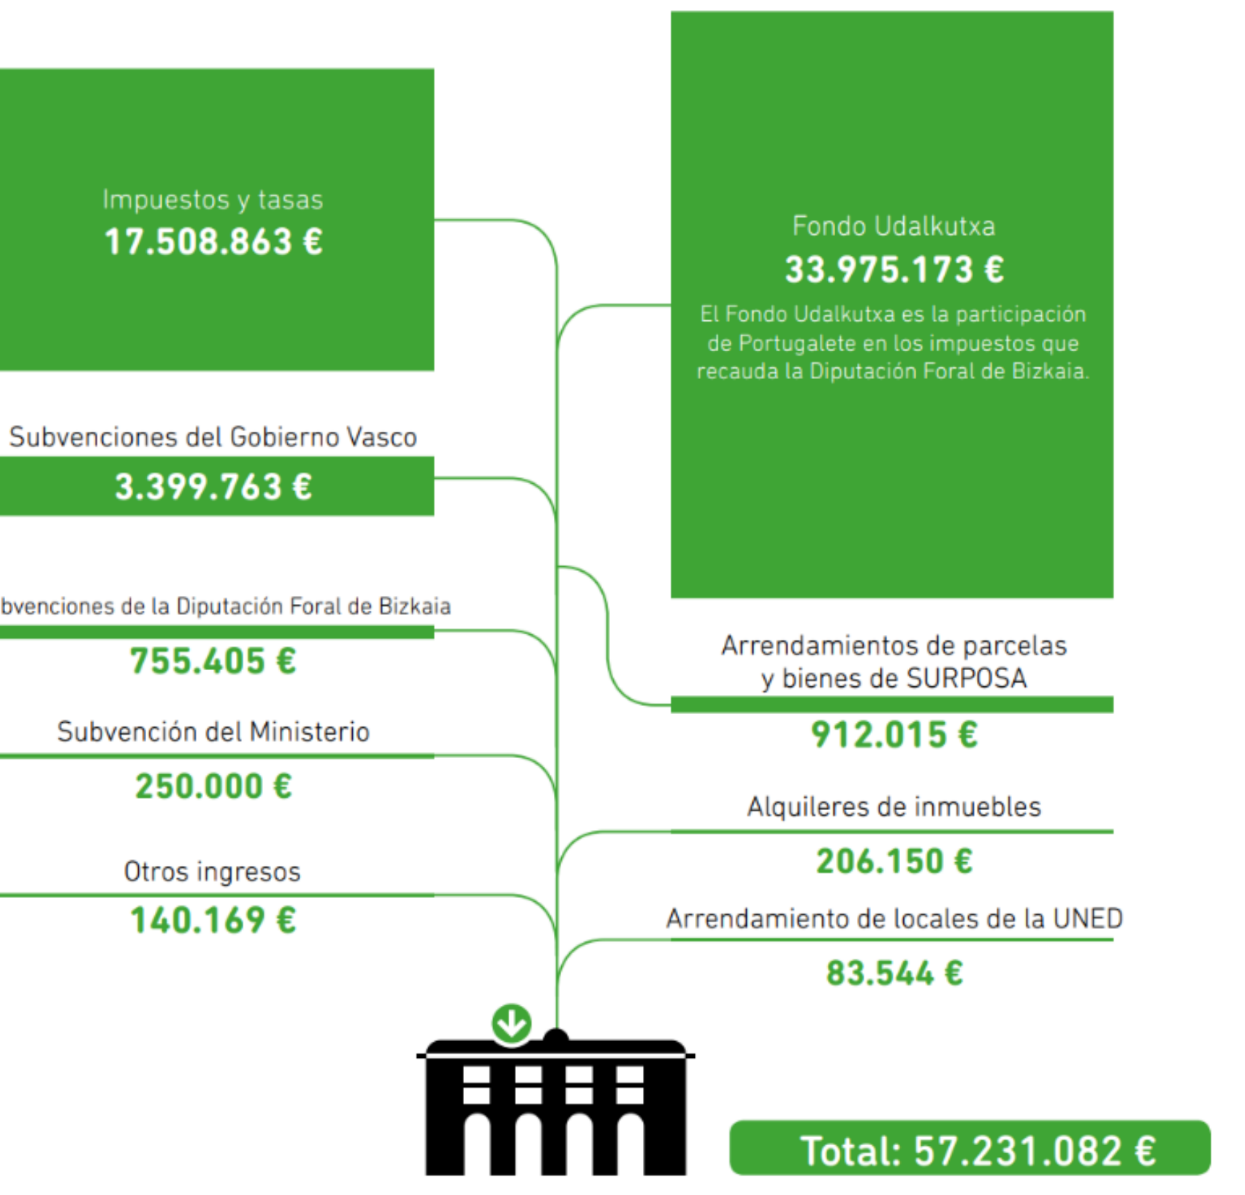 Impuestos y tasas
17.508.863 €
Subvenciones del Gobierno Vasco
3.399.763 €
bvenciones de la Diputación Foral de Bizkaia
755.405 €
Subvención del Ministerio
250.000 €
Otros ingresos
140.169 €
Fondo Udalkutxa
33.975.173 €
El Fondo Udalkutxa es la participación
de Portugalete en los impuestos que
recauda la Diputación Foral de Bizkaia.
Arrendamientos de parcelas
y bienes de SURPOSA
912.015 €
Alquileres de inmuebles
206.150 €
Arrendamiento de locales de la UNED
83.544 €
Total: 57.231.082 €